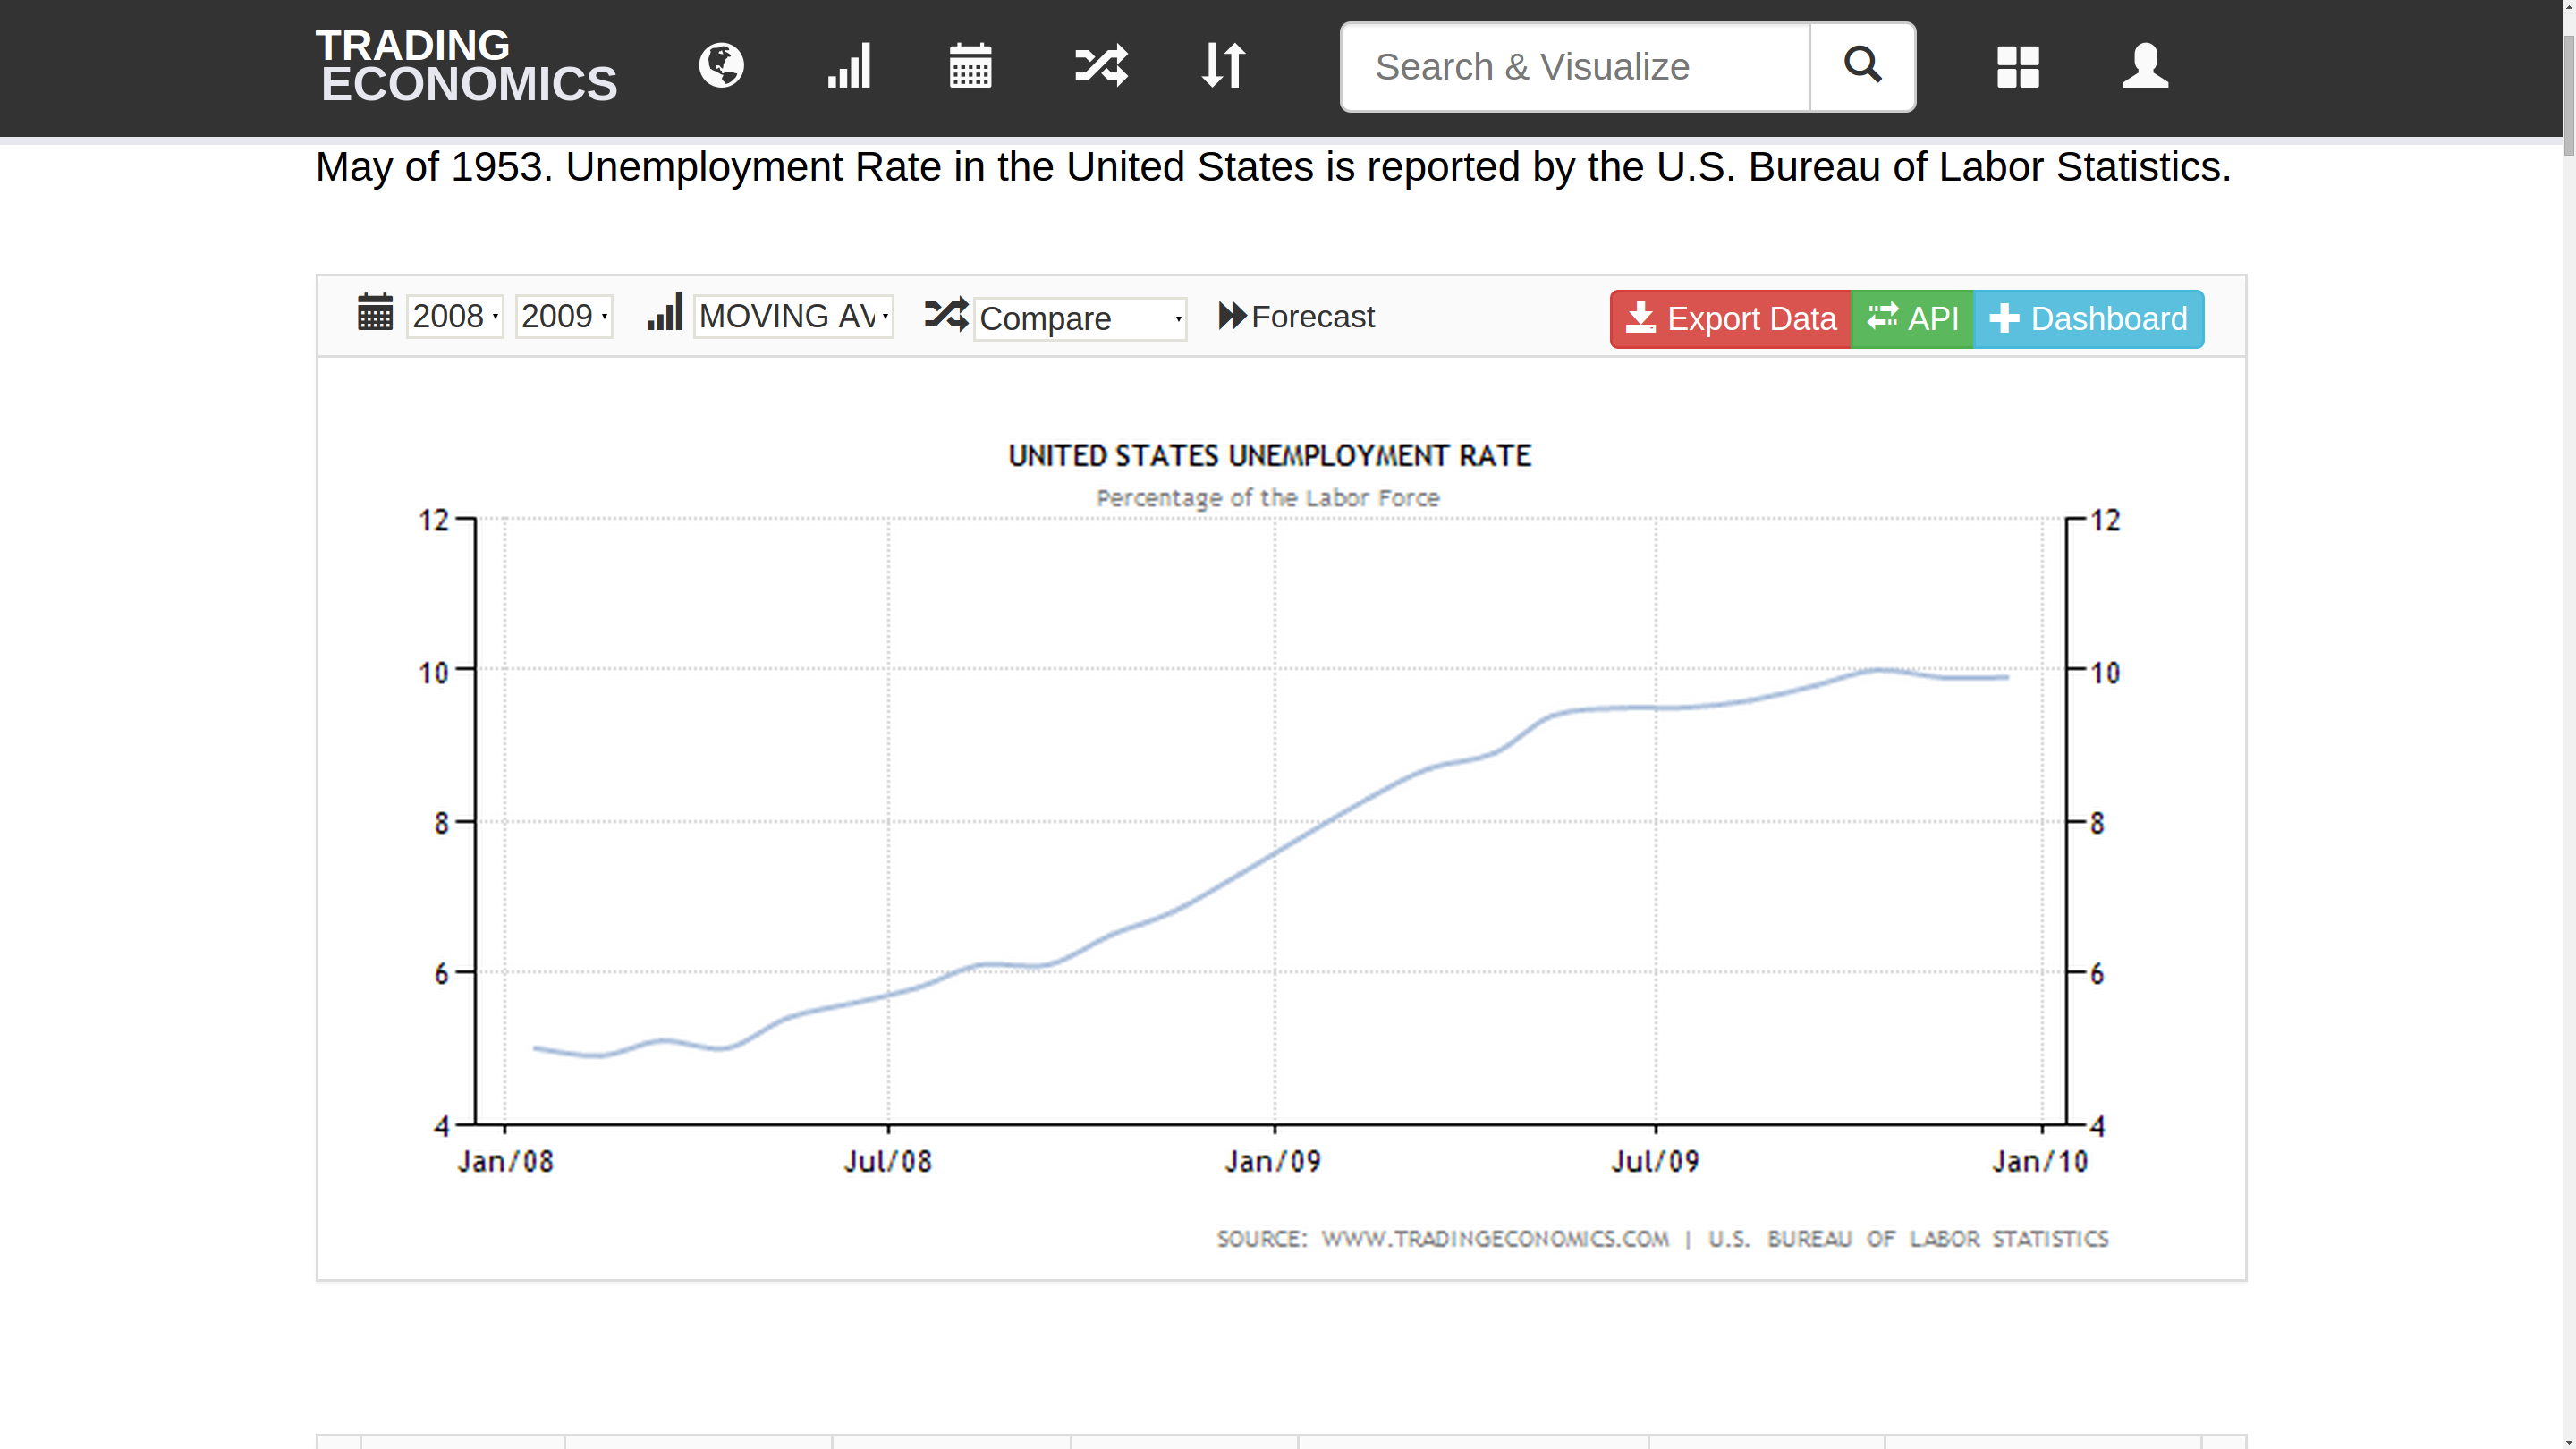 TRADING
ECONOMICS
Search & Visualize
May of 1953. Unemployment Rate in the United States is reported by the U.S. Bureau of Labor Statistics.
2008 2009 MOVING AV Compare Forecast Export Data API Dashboard
UNITED STATES UNEMPLOYMENT RATE
Percentage of the Labor Force
12 12
10 10
8 8
6 6
4 4
Jan/08 Jul/08 Jan/09 Jul/09 Jan/10
SOURCE: WWW.TRADINGECONOMICS.COM | U.S. BUREAU OF LABOR STATISTICS